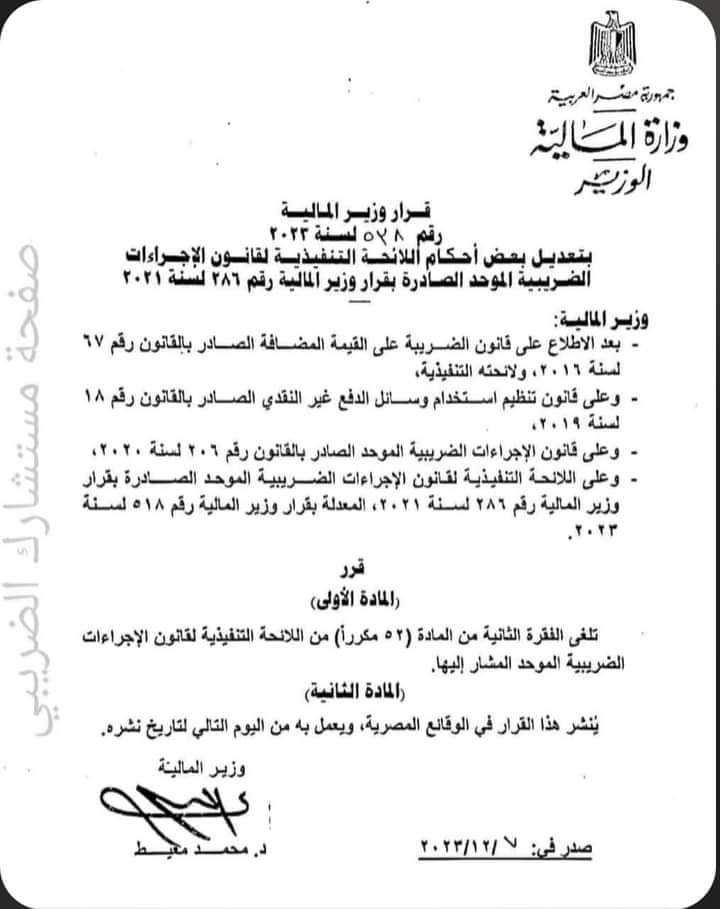 جمهورية مصر العربية
وزارة المالية
الوزير
قرار وزير المالية
رقم ٥٧٨ لسنة ٢٠٢٣
بتعديل بعض أحكام اللائحة التنفيذية لقانون الإجراءات
الضريبية الموحد الصادرة بقرار وزير المالية رقم ٢٨٦ لسنة ٢٠٢١
وزير المالية:
- بعد الاطلاع على قانون الضريبة على القيمة المضافة الصادر بالقانون رقم ٦٧
لسنة ٢٠١٦، ولائحته التنفيذية،
- وعلى قانون تنظيم استخدام وسائل الدفع غير النقدي الصادر بالقانون رقم ١٨
لسنة ٢٠١٩،
- وعلى قانون الإجراءات الضريبية الموحد الصادر بالقانون رقم ٢٠٦ لسنة ٢٠٢٠،
- وعلى اللائحة التنفيذية لقانون الإجراءات الضريبية الموحد الصادرة بقرار
وزير المالية رقم ٢٨٦ لسنة ٢٠٢١، المعدلة بقرار وزير المالية رقم ٥١٨ لسنة
٢٠٢٣.
قرر
(المادة الأولى)
تلغى الفقرة الثانية من المادة (٥٢ مكرراً) من اللائحة التنفيذية لقانون الإجراءات
الضريبية الموحد المشار إليها.
(المادة الثانية)
يُنشر هذا القرار في الوقائع المصرية، ويعمل به من اليوم التالي لتاريخ نشره.
وزير المالية
د. محمد معيط
صدر في: ٧ /٢٠٢٣/١٢
صفحة مستشارك الضريبي